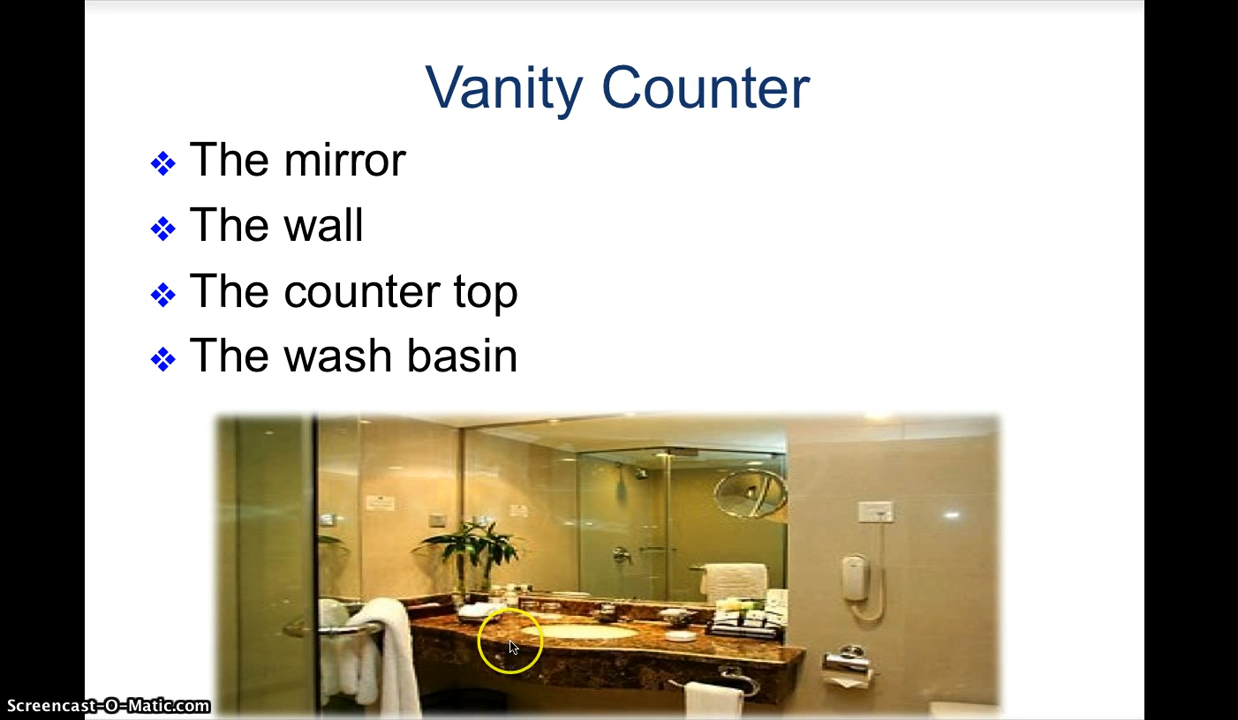 Vanity Counter
The mirror
The wall
The counter top
The wash basin
Screencast-O-Matic.com